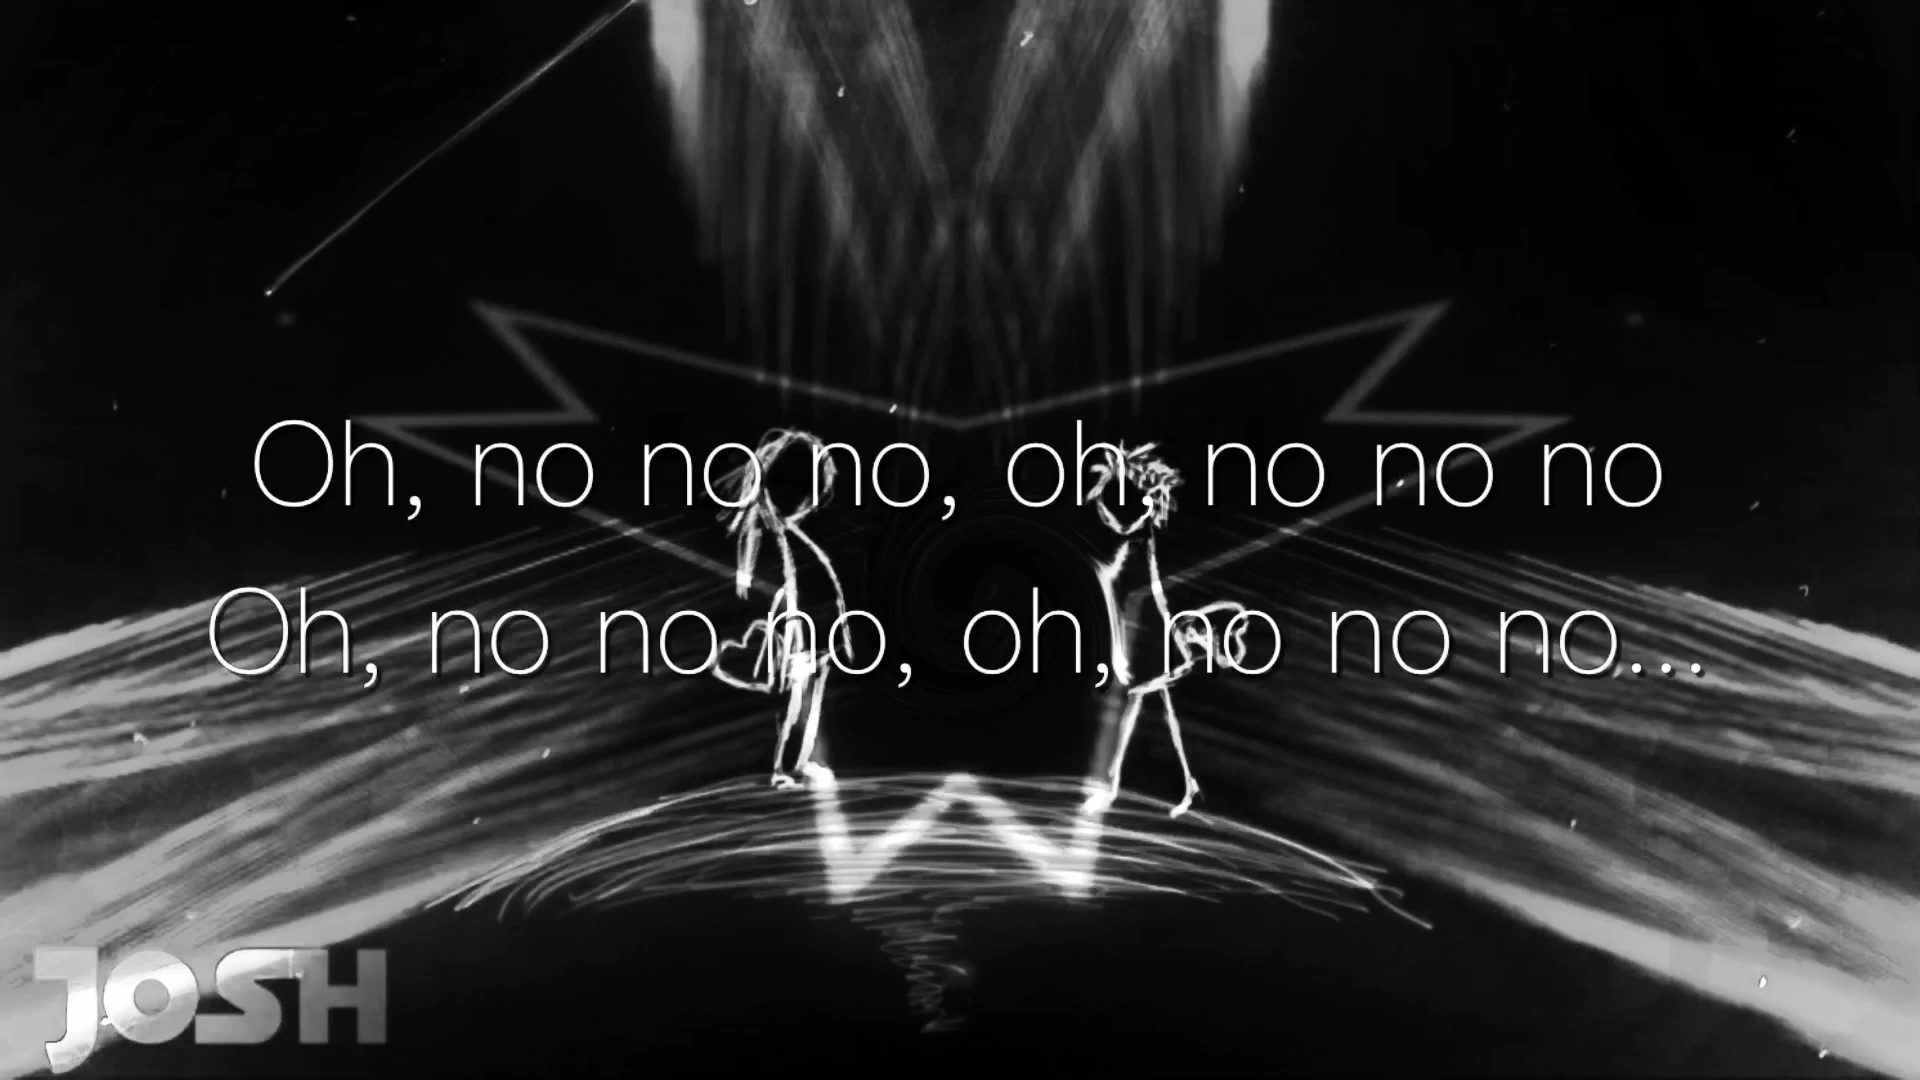 Oh, no no no, oh, no no no
Oh, no no no, oh, no no no...
JOSH